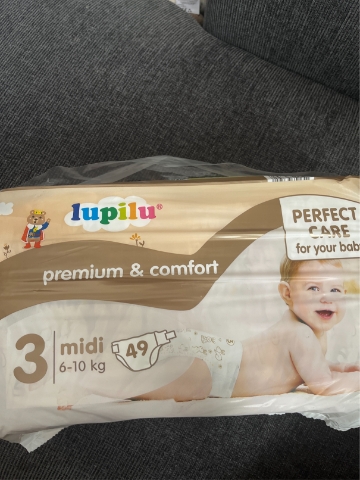 lupilu®
PERFECT
CARE
for your baby
premium & comfort
3
midi
6-10 kg
49